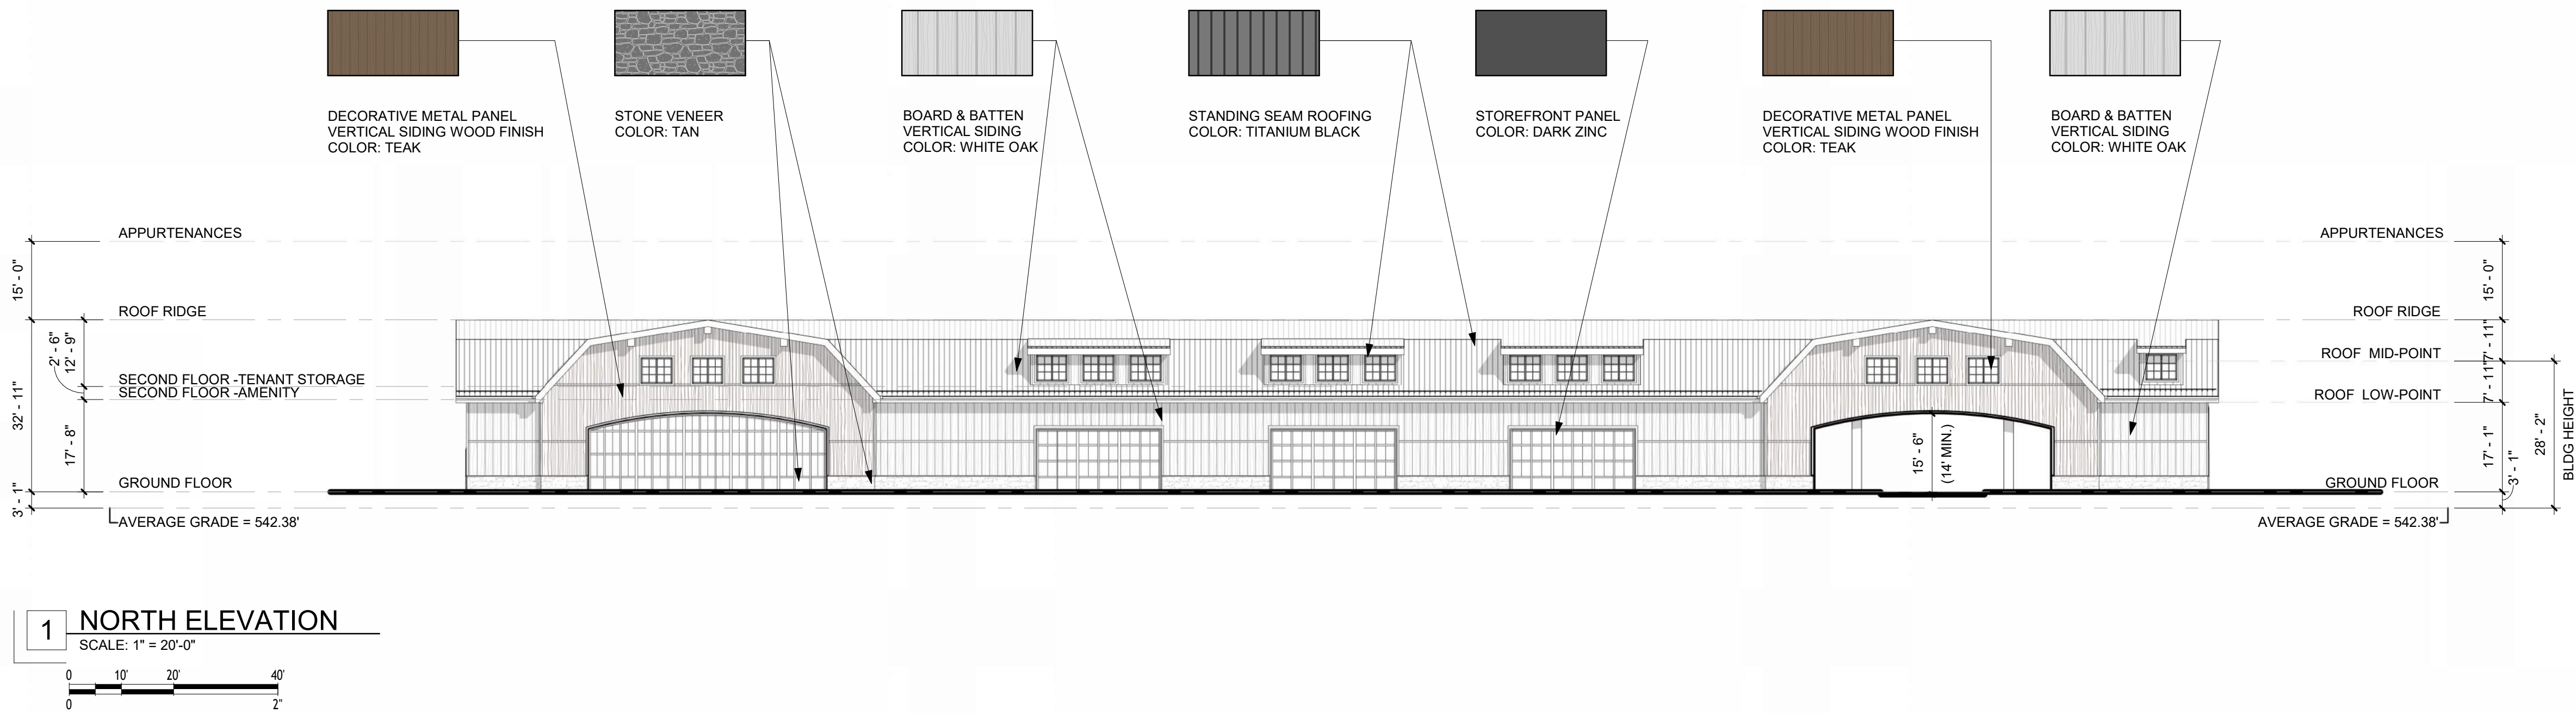 DECORATIVE METAL PANEL
VERTICAL SIDING WOOD FINISH
COLOR: TEAK
STONE VENEER
COLOR: TAN
BOARD & BATTEN
VERTICAL SIDING
COLOR: WHITE OAK
STANDING SEAM ROOFING
COLOR: TITANIUM BLACK
STOREFRONT PANEL
COLOR: DARK ZINC
DECORATIVE METAL PANEL
VERTICAL SIDING WOOD FINISH
COLOR: TEAK
BOARD & BATTEN
VERTICAL SIDING
COLOR: WHITE OAK
APPURTENANCES
ROOF RIDGE
SECOND FLOOR -TENANT STORAGE
SECOND FLOOR -AMENITY
GROUND FLOOR
AVERAGE GRADE = 542.38'
15' - 0"
32' - 11"
3' - 1"
2' - 6"
12' - 9"
17' - 8"
15' - 6"
(14' MIN.)
APPURTENANCES
ROOF RIDGE
ROOF MID-POINT
ROOF LOW-POINT
GROUND FLOOR
AVERAGE GRADE = 542.38'
15' - 0"
7' - 11"
7' - 11"
17' - 1"
3' - 1"
28' - 2"
BLDG HEIGHT
1
NORTH ELEVATION
SCALE: 1" = 20'-0"
0 10' 20' 40'
0 2"